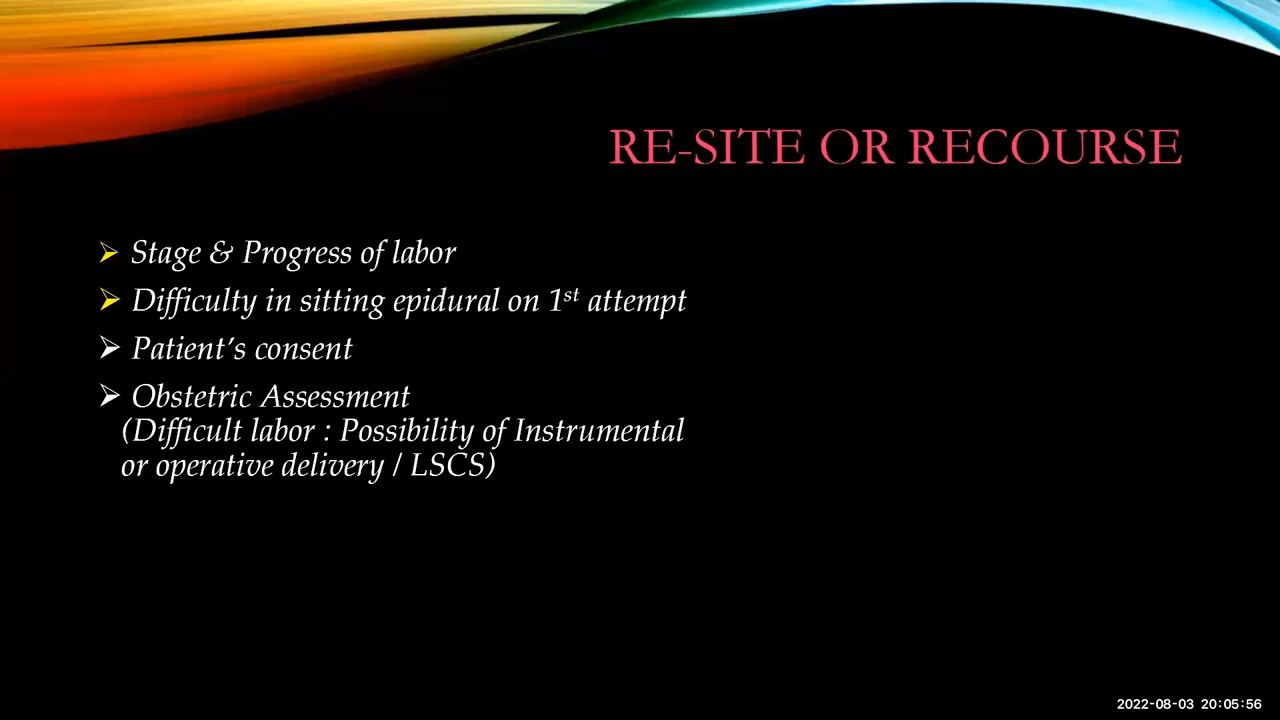 RE-SITE OR RECOURSE
➢ Stage & Progress of labor
➢ Difficulty in sitting epidural on 1st attempt
➢ Patient's consent
➢ Obstetric Assessment
(Difficult labor : Possibility of Instrumental
or operative delivery / LSCS)
2022-08-03 20:05:56